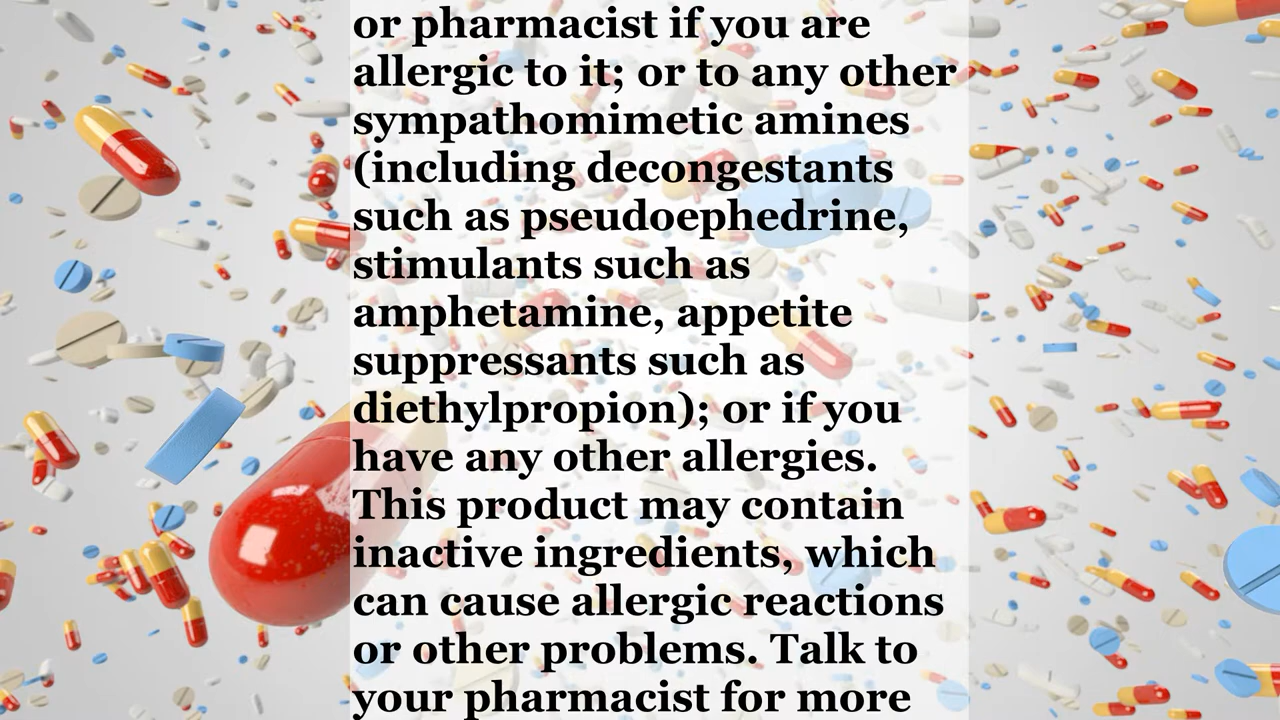 or pharmacist if you are
allergic to it; or to any other
sympathomimetic amines
(including decongestants
such as pseudoephedrine,
stimulants such as
amphetamine, appetite
suppressants such as
diethylpropion); or if you
have any other allergies.
This product may contain
inactive ingredients, which
can cause allergic reactions
or other problems. Talk to
your pharmacist for more